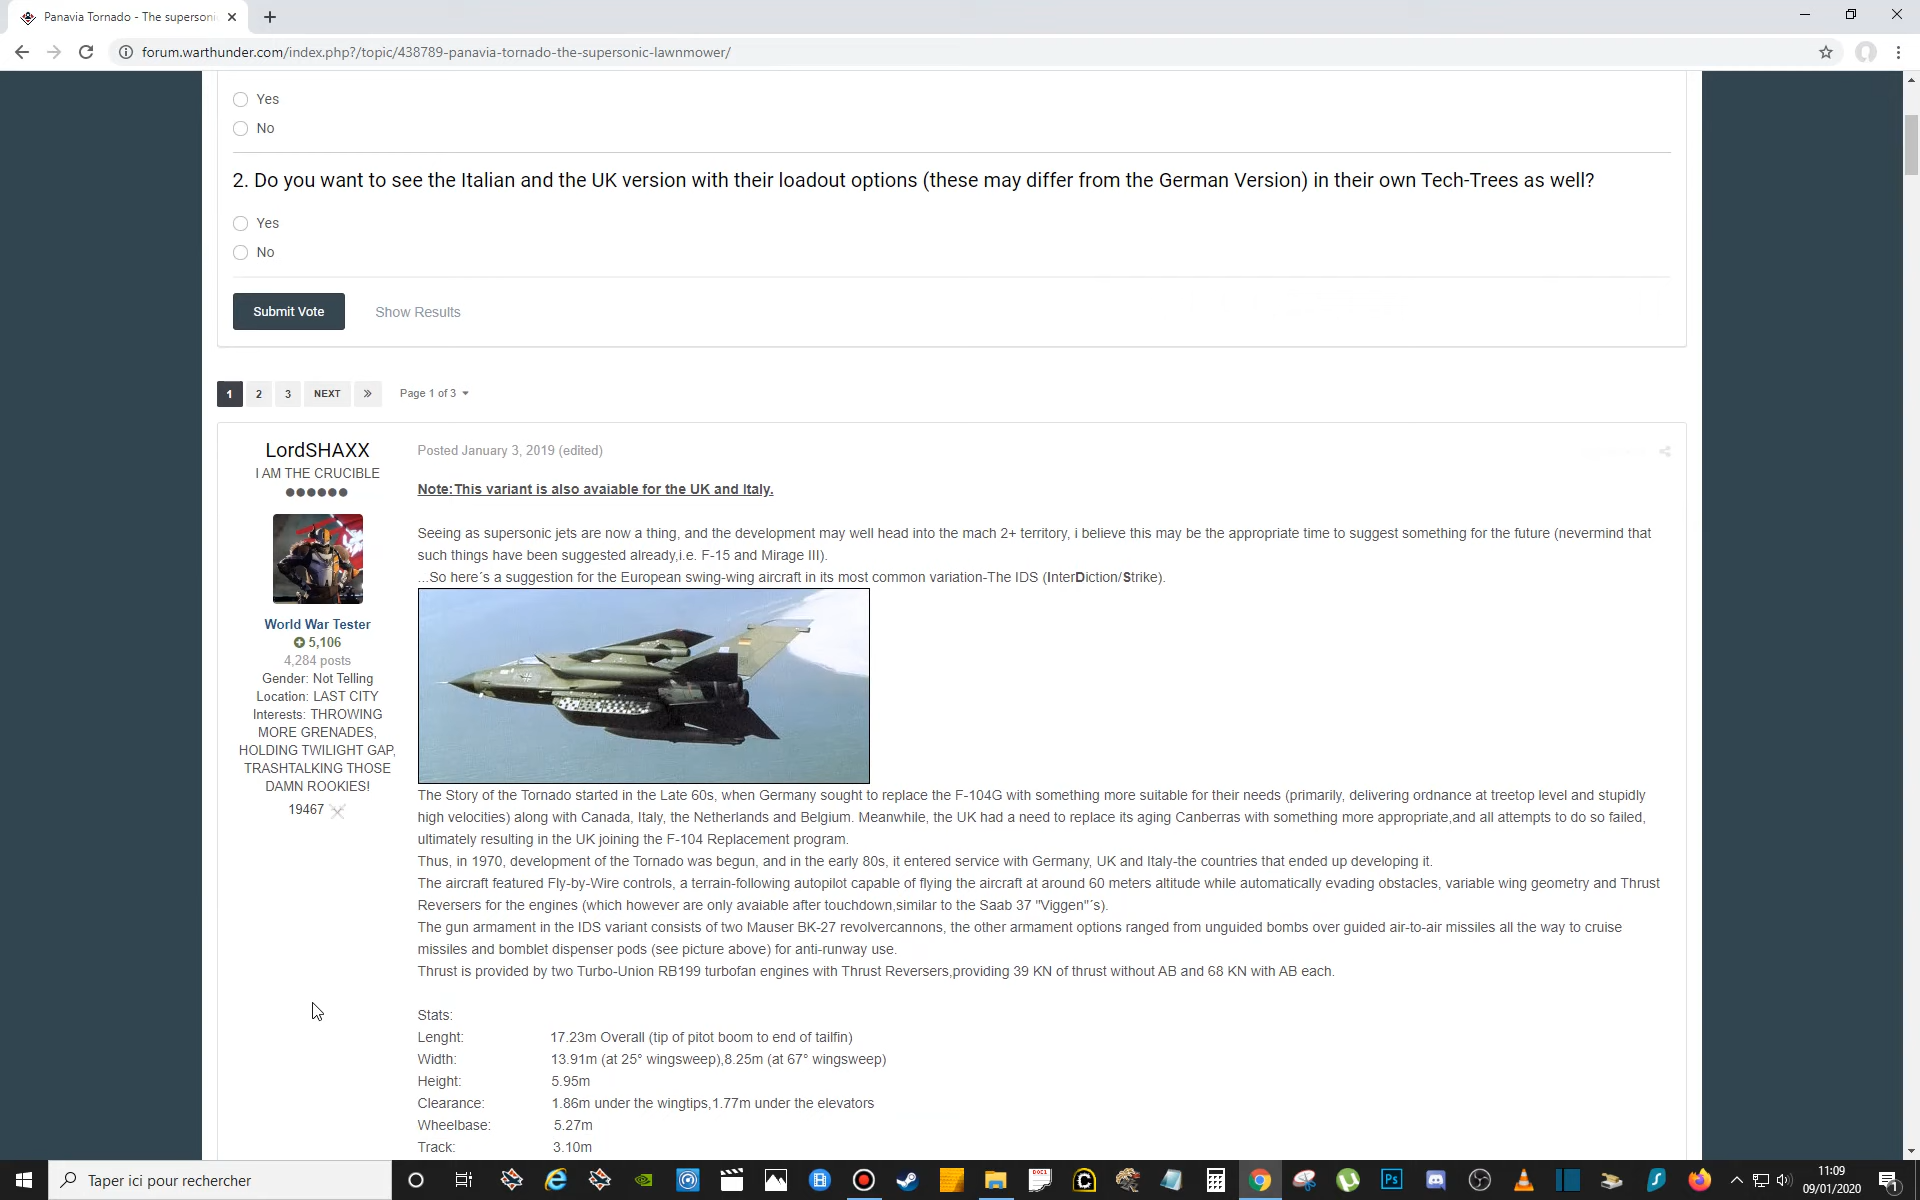 Panavia Tornado - The supersoni
forum.warthunder.com/index.php?/topic/438789-panavia-tornado-the-supersonic-lawnmower/
Yes
No
2. Do you want to see the Italian and the UK version with their loadout options (these may differ from the German Version) in their own Tech-Trees as well?
Yes
No
Submit Vote Show Results
1 2 3 NEXT » Page 1 of 3
LordSHAXX
I AM THE CRUCIBLE
World War Tester
5,106
4,284 posts
Gender: Not Telling
Location: LAST CITY
Interests: THROWING
MORE GRENADES,
HOLDING TWILIGHT GAP,
TRASHTALKING THOSE
DAMN ROOKIES!
19467
Posted January 3, 2019 (edited)
Note:This variant is also avaiable for the UK and Italy.
Seeing as supersonic jets are now a thing, and the development may well head into the mach 2+ territory, i believe this may be the appropriate time to suggest something for the future (nevermind that
such things have been suggested already,i.e. F-15 and Mirage III).
...So here´s a suggestion for the European swing-wing aircraft in its most common variation-The IDS (InterDiction/Strike).
The Story of the Tornado started in the Late 60s, when Germany sought to replace the F-104G with something more suitable for their needs (primarily, delivering ordnance at treetop level and stupidly
high velocities) along with Canada, Italy, the Netherlands and Belgium. Meanwhile, the UK had a need to replace its aging Canberras with something more appropriate,and all attempts to do so failed,
ultimately resulting in the UK joining the F-104 Replacement program.
Thus, in 1970, development of the Tornado was begun, and in the early 80s, it entered service with Germany, UK and Italy-the countries that ended up developing it.
The aircraft featured Fly-by-Wire controls, a terrain-following autopilot capable of flying the aircraft at around 60 meters altitude while automatically evading obstacles, variable wing geometry and Thrust
Reversers for the engines (which however are only avaiable after touchdown,similar to the Saab 37 "Viggen"´s).
The gun armament in the IDS variant consists of two Mauser BK-27 revolvercannons, the other armament options ranged from unguided bombs over guided air-to-air missiles all the way to cruise
missiles and bomblet dispenser pods (see picture above) for anti-runway use.
Thrust is provided by two Turbo-Union RB199 turbofan engines with Thrust Reversers,providing 39 KN of thrust without AB and 68 KN with AB each.
Stats:
Lenght: 17.23m Overall (tip of pitot boom to end of tailfin)
Width: 13.91m (at 25° wingsweep),8.25m (at 67° wingsweep)
Height: 5.95m
Clearance: 1.86m under the wingtips,1.77m under the elevators
Wheelbase: 5.27m
Track: 3.10m
Taper ici pour rechercher
Ps
11:09
09/01/2020
1